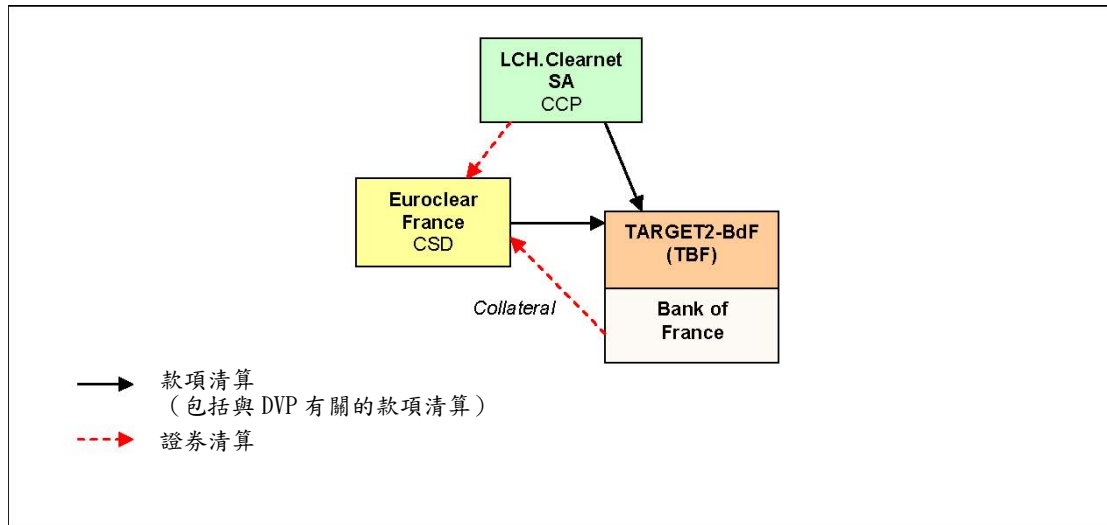 LCH.Clearnet
SA
CCP
Euroclear
France
CSD
TARGET2-BdF
(TBF)
Collateral
Bank of
France
款項清算
（包括與 DVP 有關的款項清算）
證券清算